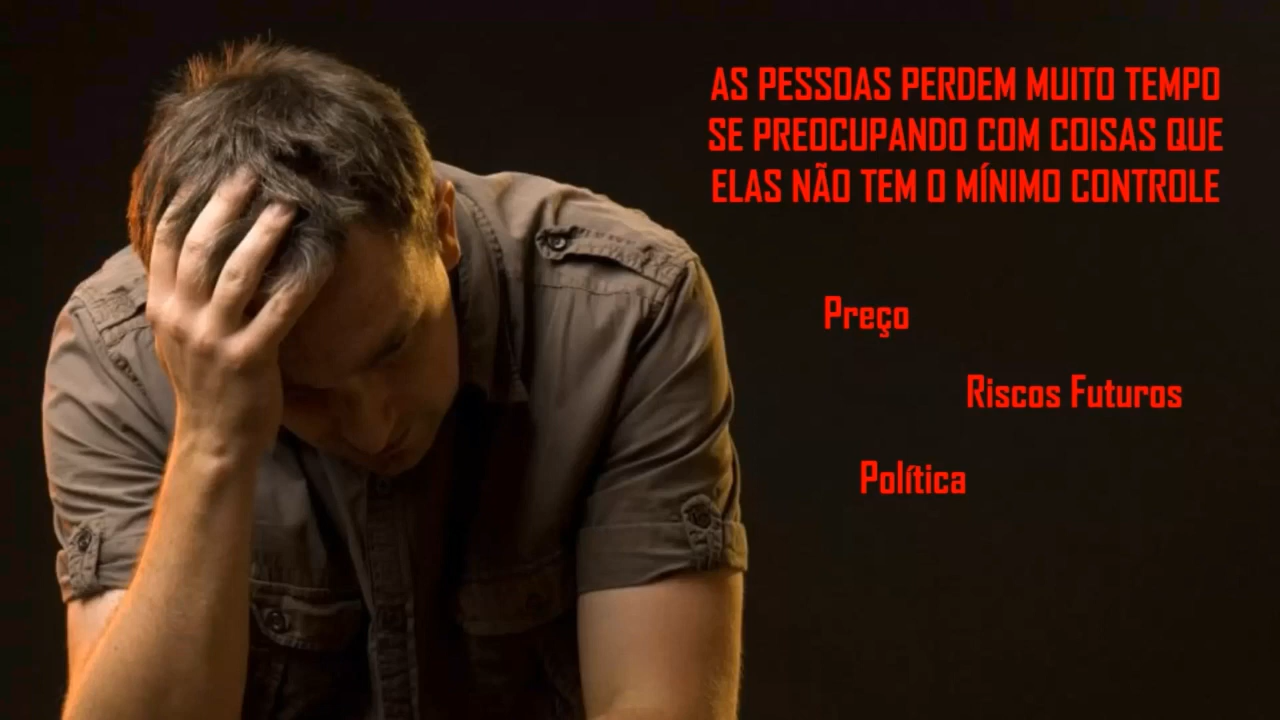 AS PESSOAS PERDEM MUITO TEMPO
SE PREOCUPANDO COM COISAS QUE
ELAS NÃO TEM O MÍNIMO CONTROLE
Preço
Riscos Futuros
Política